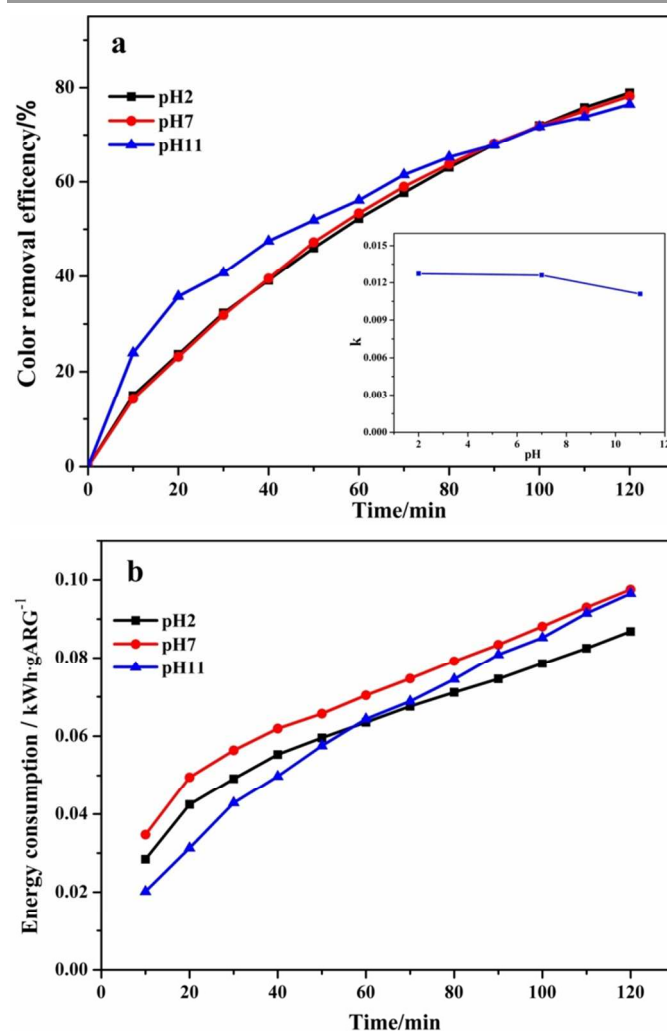 a
pH2
pH7
pH11
Color removal efficency/%
80
60
40
20
0
0 20 40 60 80 100 120
Time/min
0.015
0.012
0.009
0.006
0.003
0.000
k
2 4 6 8 10 12
pH
b
pH2
pH7
pH11
Energy consumption / kWh·gARG⁻¹
0.10
0.08
0.06
0.04
0.02
0.00
0 20 40 60 80 100 120
Time/min